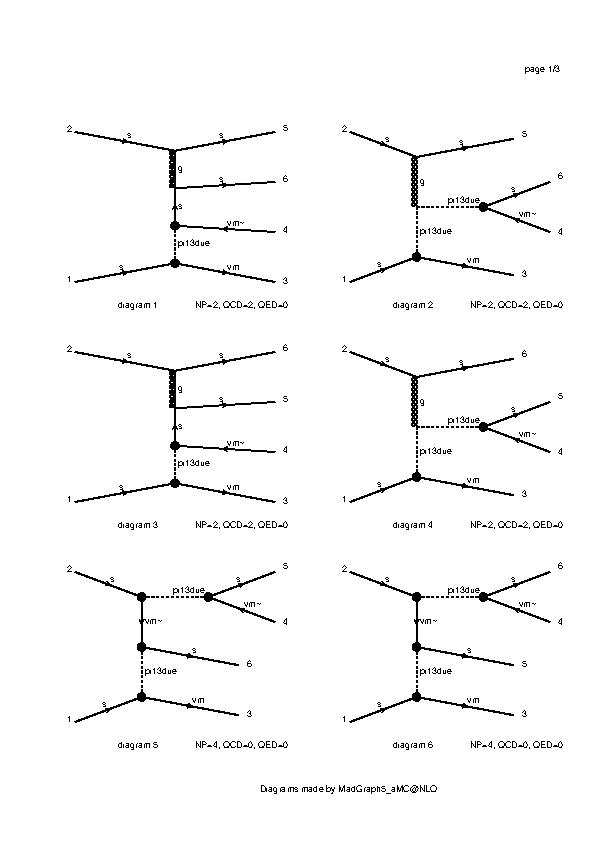 page 1/3
2 s s 5
g
s 6
s
vm~ 4
pi13due
1 s vm 3
diagram 1 NP=2, QCD=2, QED=0
2 s s 5
g
6
pi13due s
vm~
4
pi13due
1 s vm 3
diagram 2 NP=2, QCD=2, QED=0
2 s s 6
g
s 5
s
vm~ 4
pi13due
1 s vm 3
diagram 3 NP=2, QCD=2, QED=0
2 s s 6
g
5
pi13due s
vm~
4
pi13due
1 s vm 3
diagram 4 NP=2, QCD=2, QED=0
2 s pi13due s 5
vm~ 4
vm~
s 6
pi13due
1 s vm 3
diagram 5 NP=4, QCD=0, QED=0
2 s pi13due s 6
vm~ 4
vm~
s 5
pi13due
1 s vm 3
diagram 6 NP=4, QCD=0, QED=0
Diagrams made by MadGraph5_aMC@NLO